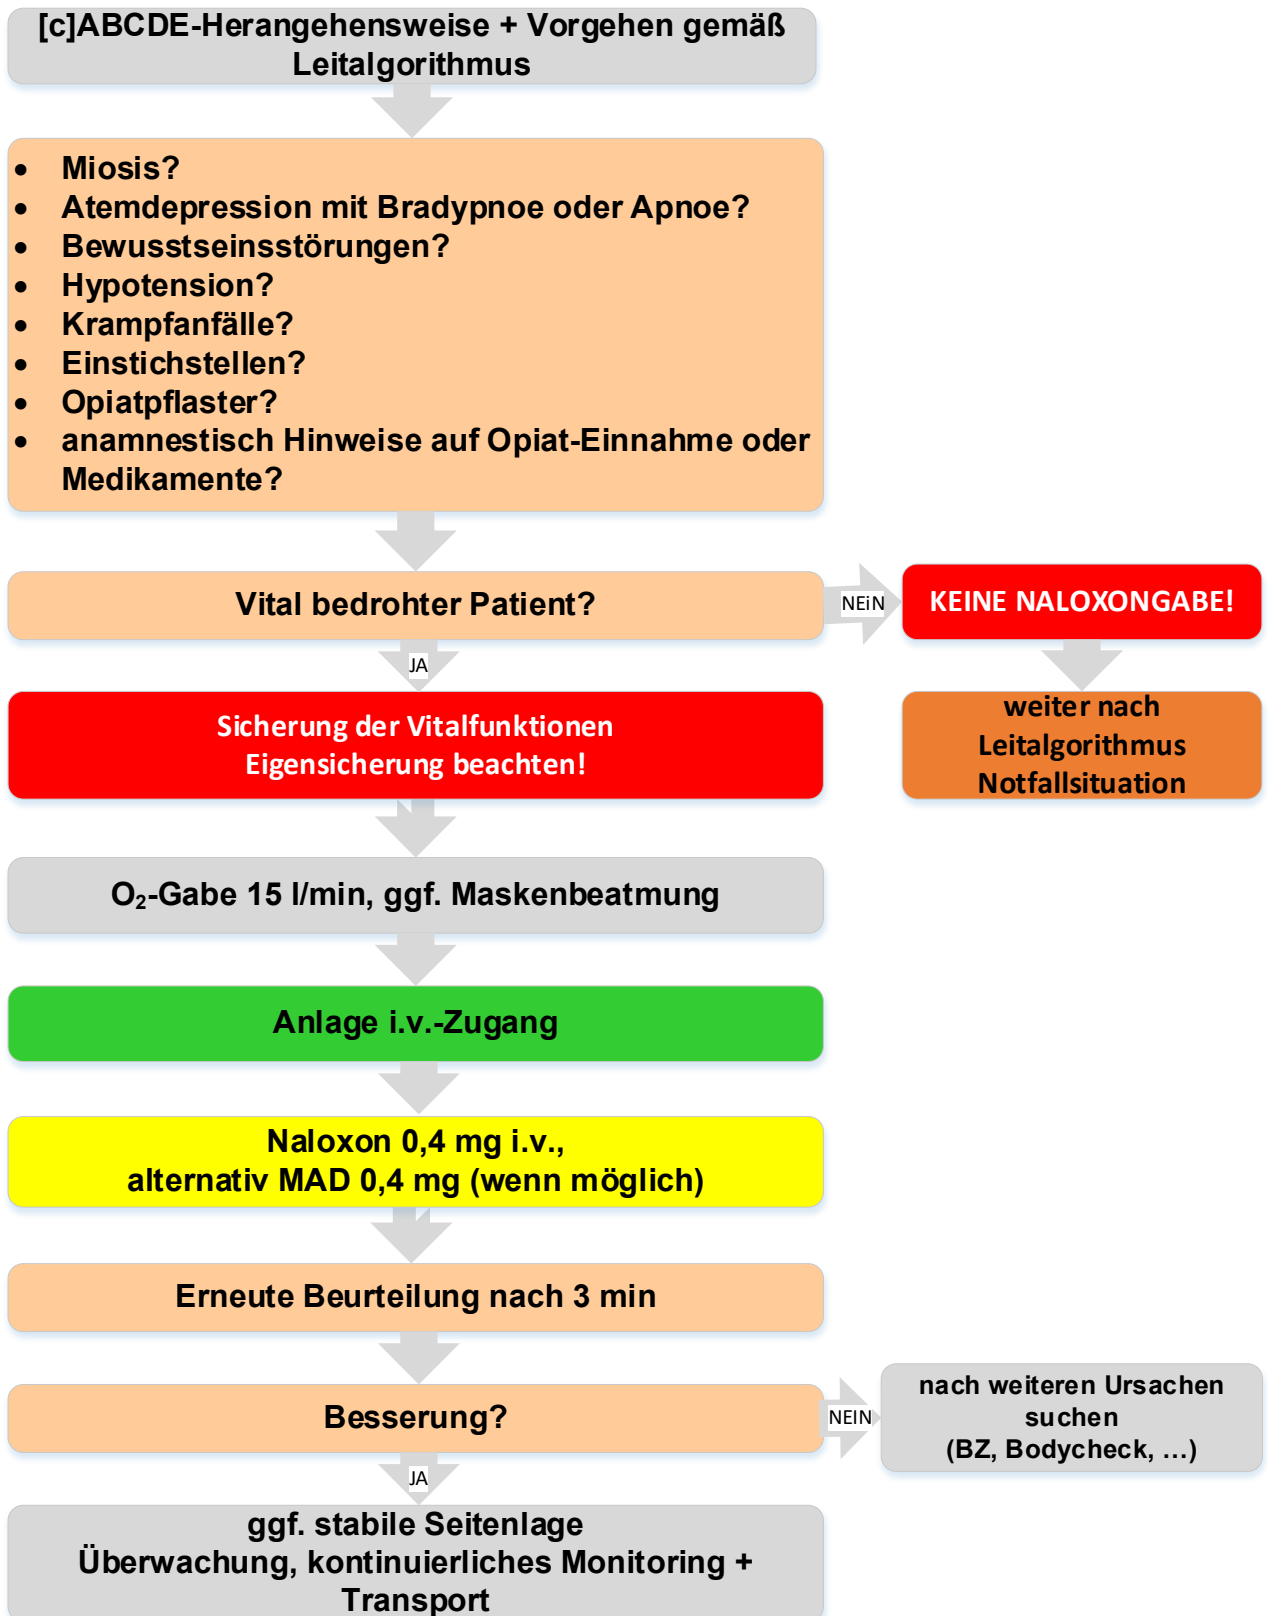 [c]ABCDE-Herangehensweise + Vorgehen gemäß
Leitalgorithmus
• Miosis?
• Atemdepression mit Bradypnoe oder Apnoe?
• Bewusstseinsstörungen?
• Hypotension?
• Krampfanfälle?
• Einstichstellen?
• Opiatpflaster?
• anamnestisch Hinweise auf Opiat-Einnahme oder
Medikamente?
Vital bedrohter Patient?
NEiN
KEINE NALOXONGABE!
JA
weiter nach
Leitalgorithmus
Notfallsituation
Sicherung der Vitalfunktionen
Eigensicherung beachten!
O₂-Gabe 15 l/min, ggf. Maskenbeatmung
Anlage i.v.-Zugang
Naloxon 0,4 mg i.v.,
alternativ MAD 0,4 mg (wenn möglich)
Erneute Beurteilung nach 3 min
Besserung?
NEIN
nach weiteren Ursachen
suchen
(BZ, Bodycheck, …)
JA
ggf. stabile Seitenlage
Überwachung, kontinuierliches Monitoring +
Transport